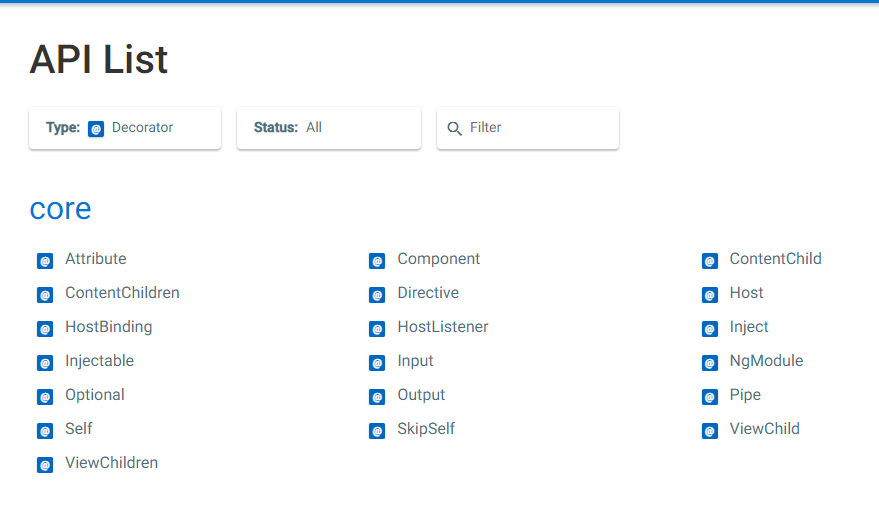 API List
Type: @ Decorator Status: All Filter
core
@ Attribute @ Component @ ContentChild
@ ContentChildren @ Directive @ Host
@ HostBinding @ HostListener @ Inject
@ Injectable @ Input @ NgModule
@ Optional @ Output @ Pipe
@ Self @ SkipSelf @ ViewChild
@ ViewChildren